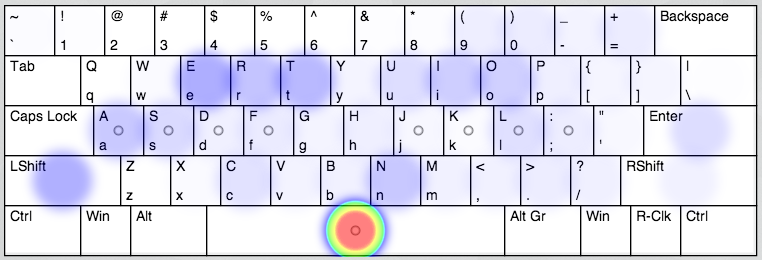 ~ ! @ # $ % ^ & * ( ) _ + Backspace
` 1 2 3 4 5 6 7 8 9 0 - =
Tab Q W E R T Y U I O P { } |
q w e r t y u i o p [ ] \
Caps Lock A S D F G H J K L : " Enter
a s d f g h j k l ; '
LShift Z X C V B N M < > ? RShift
z x c v b n m , . /
Ctrl Win Alt Alt Gr Win R-Clk Ctrl